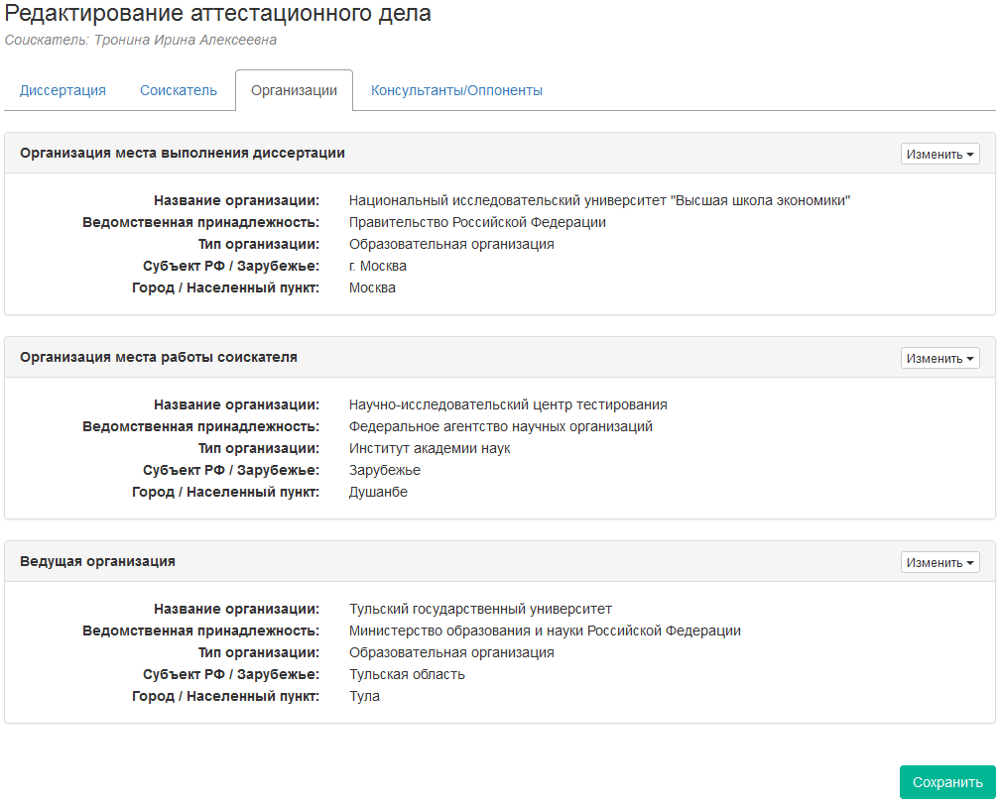 Редактирование аттестационного дела
Соискатель: Тронина Ирина Алексеевна
Диссертация Соискатель Организации Консультанты/Оппоненты
Организация места выполнения диссертации Изменить
Название организации: Национальный исследовательский университет "Высшая школа экономики"
Ведомственная принадлежность: Правительство Российской Федерации
Тип организации: Образовательная организация
Субъект РФ / Зарубежье: г. Москва
Город / Населенный пункт: Москва
Организация места работы соискателя Изменить
Название организации: Научно-исследовательский центр тестирования
Ведомственная принадлежность: Федеральное агентство научных организаций
Тип организации: Институт академии наук
Субъект РФ / Зарубежье: Зарубежье
Город / Населенный пункт: Душанбе
Ведущая организация Изменить
Название организации: Тульский государственный университет
Ведомственная принадлежность: Министерство образования и науки Российской Федерации
Тип организации: Образовательная организация
Субъект РФ / Зарубежье: Тульская область
Город / Населенный пункт: Тула
Сохранить